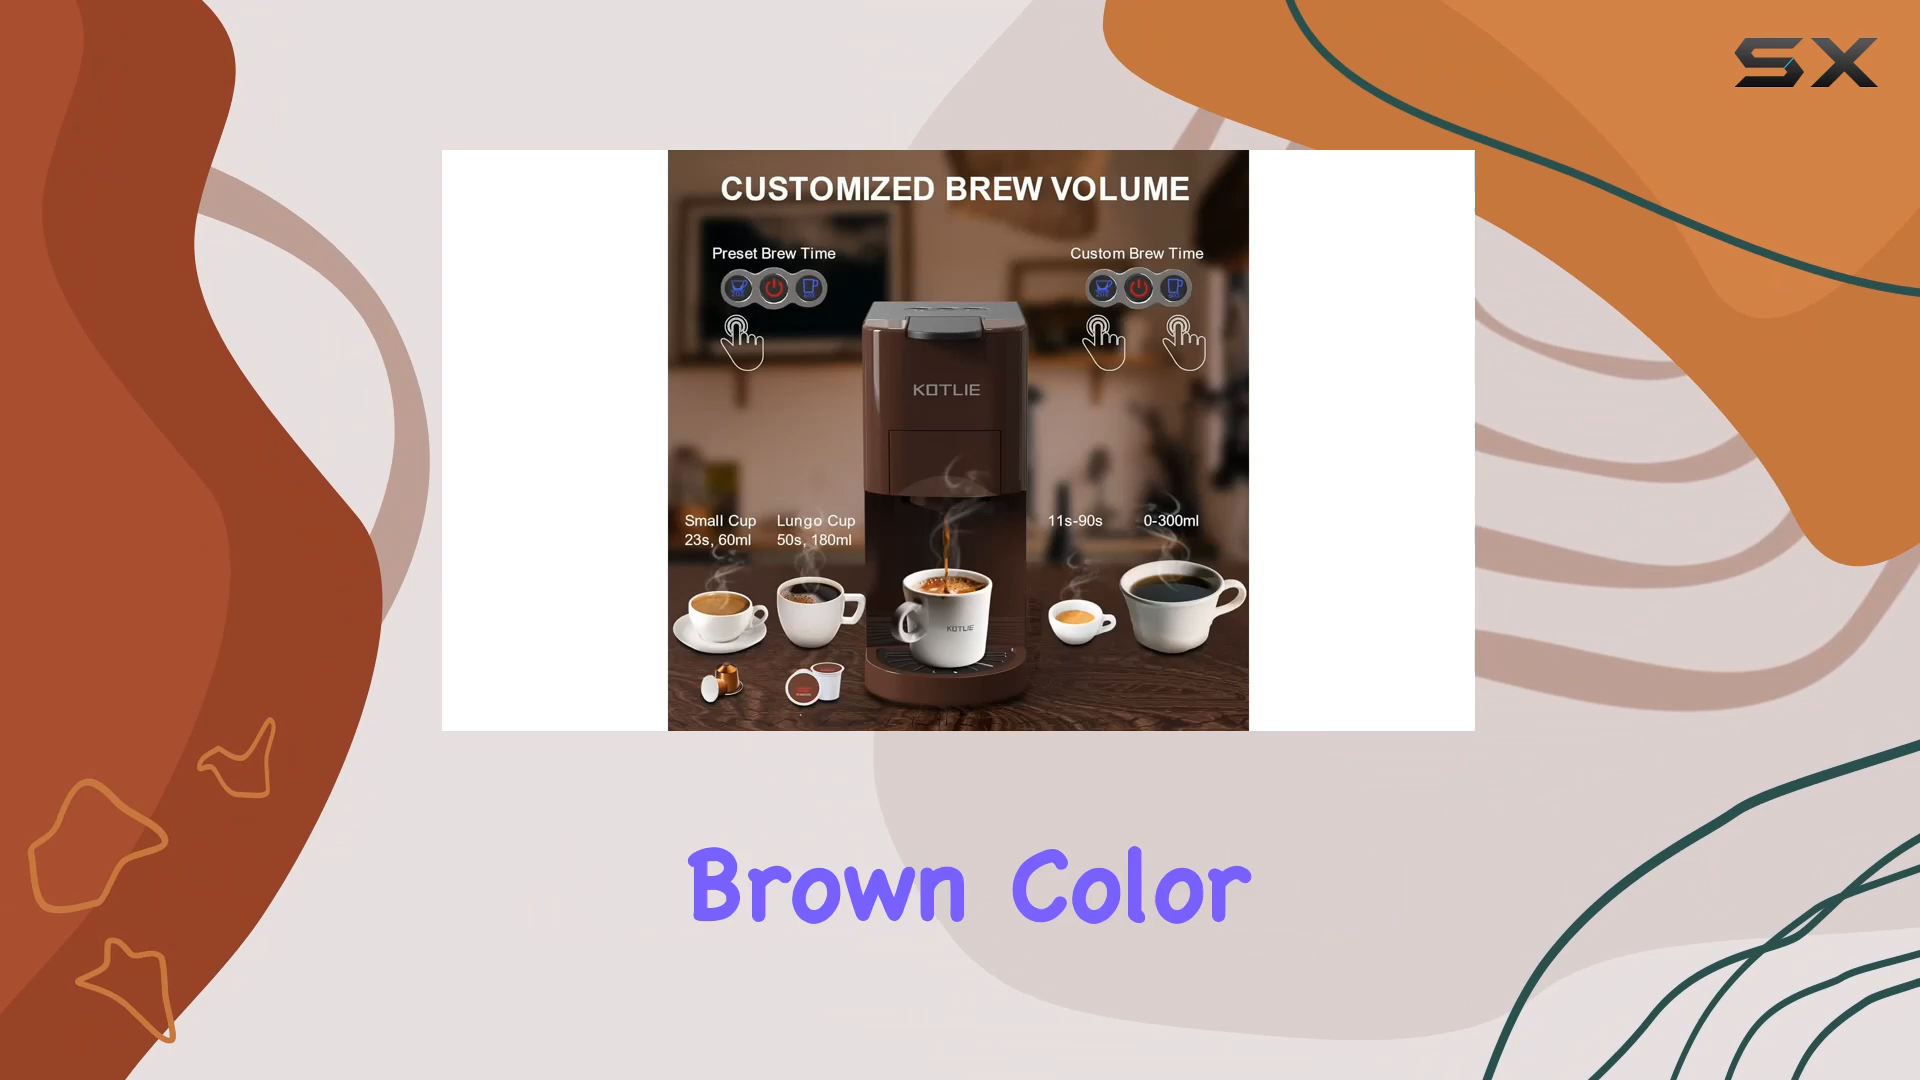 SX
CUSTOMIZED BREW VOLUME
Preset Brew Time
Custom Brew Time
KOTLIE
Small Cup
23s, 60ml
Lungo Cup
50s, 180ml
11s-90s
0-300ml
KOTLIE
Brown Color